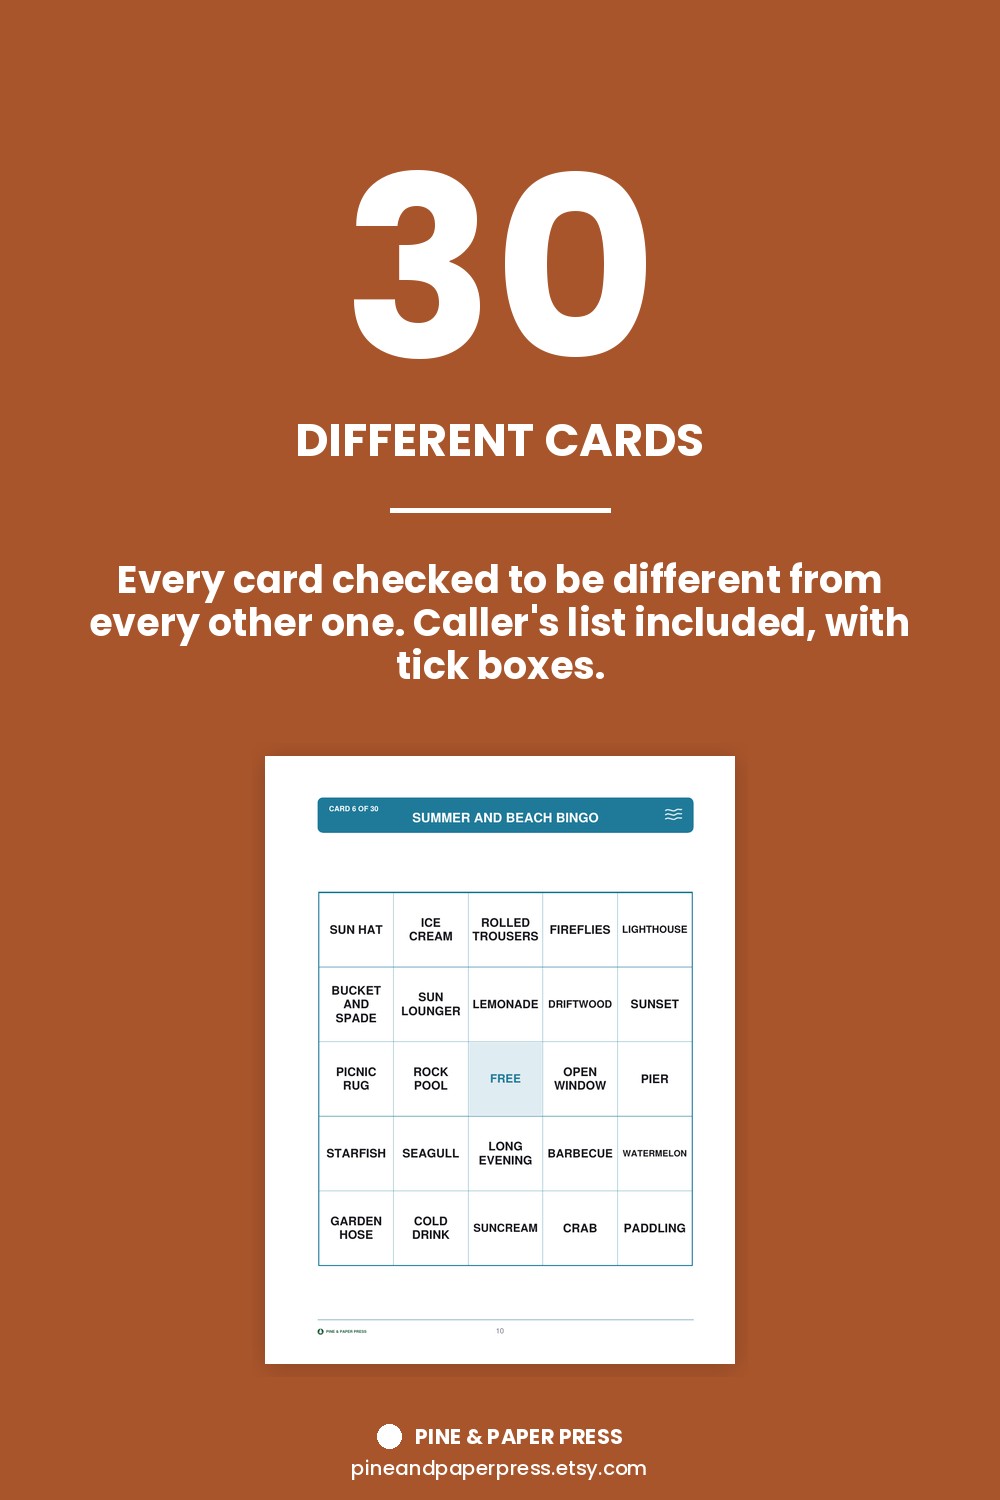 30
DIFFERENT CARDS
Every card checked to be different from
every other one. Caller's list included, with
tick boxes.
CARD 6 OF 30
SUMMER AND BEACH BINGO
SUN HAT
ICE
CREAM
ROLLED
TROUSERS
FIREFLIES
LIGHTHOUSE
BUCKET
AND
SPADE
SUN
LOUNGER
LEMONADE
DRIFTWOOD
SUNSET
PICNIC
RUG
ROCK
POOL
FREE
OPEN
WINDOW
PIER
STARFISH
SEAGULL
LONG
EVENING
BARBECUE
WATERMELON
GARDEN
HOSE
COLD
DRINK
SUNCREAM
CRAB
PADDLING
PINE & PAPER PRESS
10
PINE & PAPER PRESS
pineandpaperpress.etsy.com